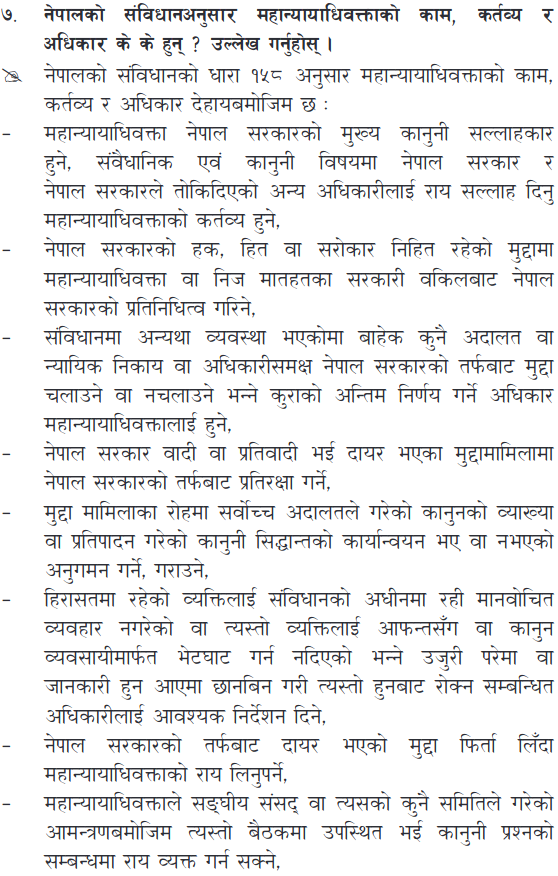 ७. नेपालको संविधानअनुसार महान्यायाधिवक्ताको काम, कर्तव्य र
अधिकार के के हुन् ? उल्लेख गर्नुहोस् ।
नेपालको संविधानको धारा १५८ अनुसार महान्यायाधिवक्ताको काम,
कर्तव्य र अधिकार देहायबमोजिम छ :
– महान्यायाधिवक्ता नेपाल सरकारको मुख्य कानुनी सल्लाहकार
हुने, संवैधानिक एवं कानुनी विषयमा नेपाल सरकार र
नेपाल सरकारले तोकिदिएको अन्य अधिकारीलाई राय सल्लाह दिनु
महान्यायाधिवक्ताको कर्तव्य हुने,
– नेपाल सरकारको हक, हित वा सरोकार निहित रहेको मुद्दामा
महान्यायाधिवक्ता वा निज मातहतका सरकारी वकिलबाट नेपाल
सरकारको प्रतिनिधित्व गरिने,
– संविधानमा अन्यथा व्यवस्था भएकोमा बाहेक कुनै अदालत वा
न्यायिक निकाय वा अधिकारीसमक्ष नेपाल सरकारको तर्फबाट मुद्दा
चलाउने वा नचलाउने भन्ने कुराको अन्तिम निर्णय गर्ने अधिकार
महान्यायाधिवक्तालाई हुने,
– नेपाल सरकार वादी वा प्रतिवादी भई दायर भएका मुद्दामामिलामा
नेपाल सरकारको तर्फबाट प्रतिरक्षा गर्ने,
– मुद्दा मामिलाका रोहमा सर्वोच्च अदालतले गरेको कानुनको व्याख्या
वा प्रतिपादन गरेको कानुनी सिद्धान्तको कार्यान्वयन भए वा नभएको
अनुगमन गर्ने, गराउने,
– हिरासतमा रहेको व्यक्तिलाई संविधानको अधीनमा रही मानवोचित
व्यवहार नगरेको वा त्यस्तो व्यक्तिलाई आफन्तसँग वा कानुन
व्यवसायीमार्फत भेटघाट गर्न नदिएको भन्ने उजुरी परेमा वा
जानकारी हुन आएमा छानबिन गरी त्यस्तो हुनबाट रोक्न सम्बन्धित
अधिकारीलाई आवश्यक निर्देशन दिने,
– नेपाल सरकारको तर्फबाट दायर भएको मुद्दा फिर्ता लिँदा
महान्यायाधिवक्ताको राय लिनुपर्ने,
– महान्यायाधिवक्ताले सङ्घीय संसद् वा त्यसको कुनै समितिले गरेको
आमन्त्रणबमोजिम त्यस्तो बैठकमा उपस्थित भई कानुनी प्रश्नको
सम्बन्धमा राय व्यक्त गर्न सक्ने,